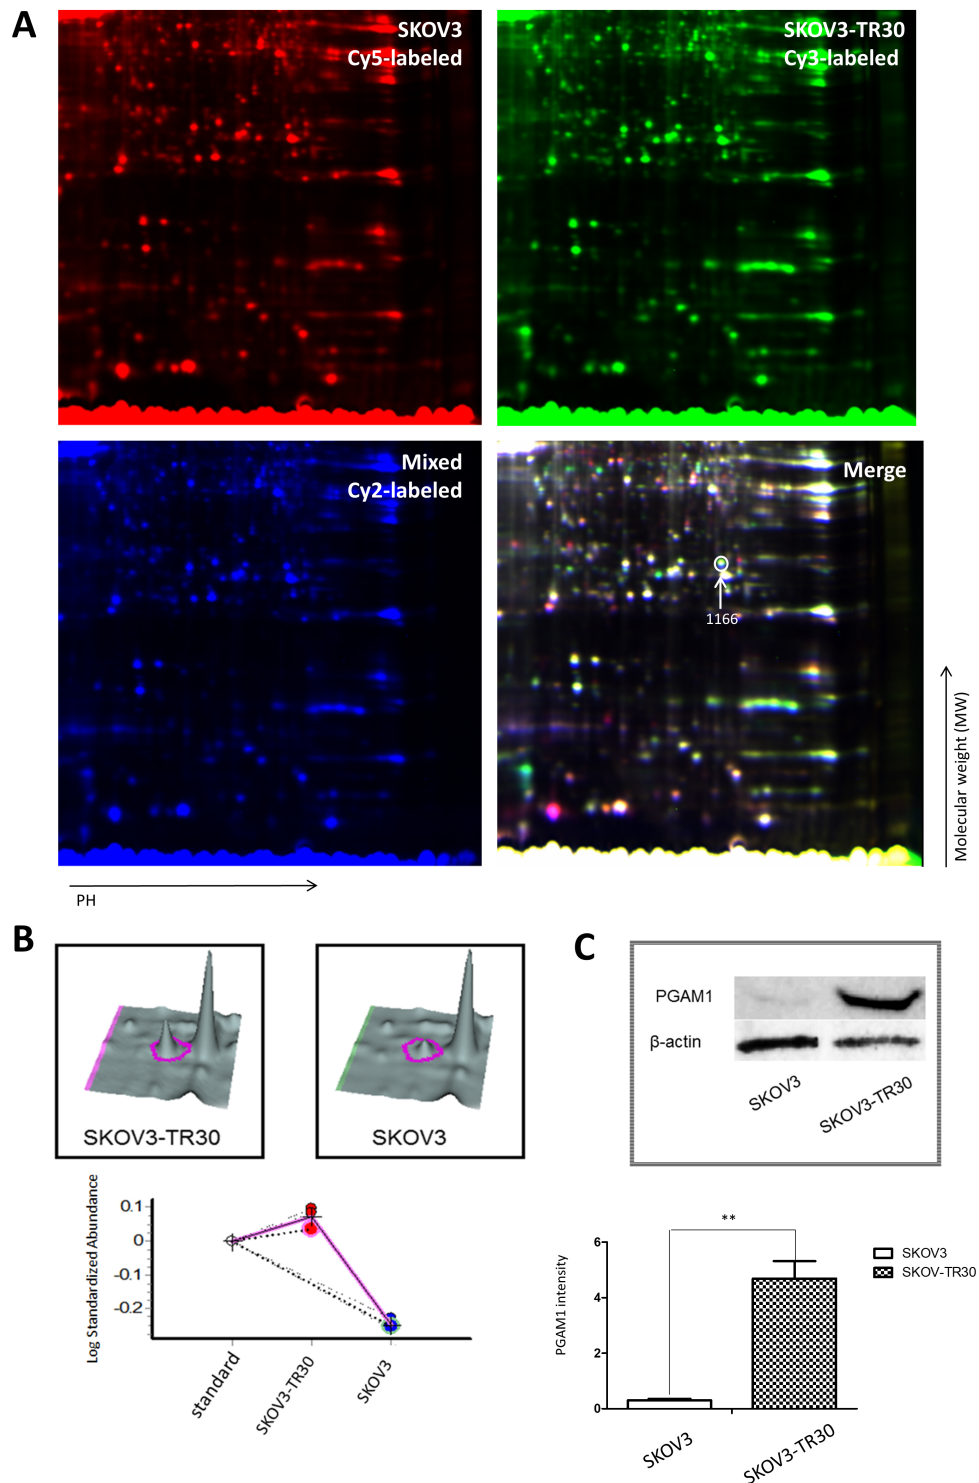 A
SKOV3
Cy5-labeled
SKOV3-TR30
Cy3-labeled
Mixed
Cy2-labeled
Merge
1166
Molecular weight (MW)
PH
B
SKOV3-TR30
SKOV3
Log Standardized Abundance
0.1
0
-0.1
-0.2
standard
SKOV3-TR30
SKOV3
C
PGAM1
β-actin
SKOV3
SKOV3-TR30
**
PGAM1 intensity
6
4
2
0
SKOV3
SKOV3-TR30
SKOV3
SKOV-TR30